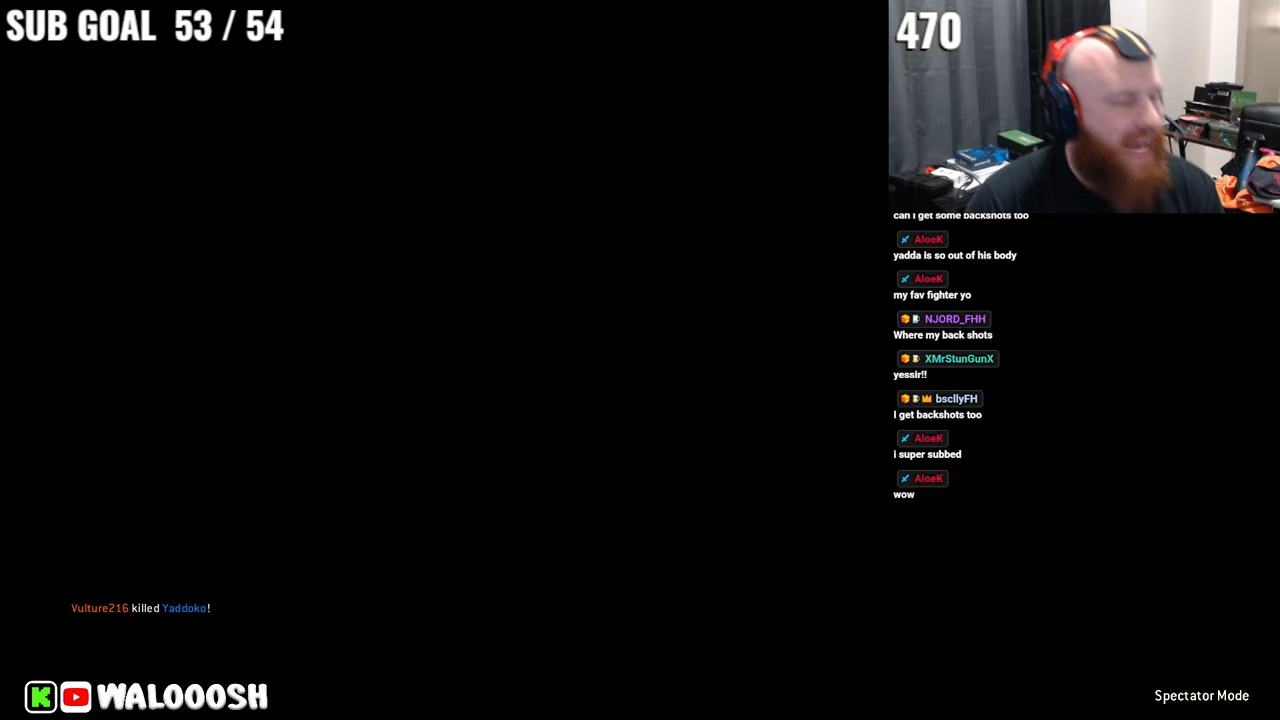 SUB GOAL 53 / 54
470
can i get some backshots too
AloeK
yadda is so out of his body
AloeK
my fav fighter yo
NJORD_FHH
Where my back shots
XMrStunGunX
yessir!!
bscllyFH
I get backshots too
AloeK
i super subbed
AloeK
wow
Vulture216 killed Yaddoko!
K WALOOOSH
Spectator Mode